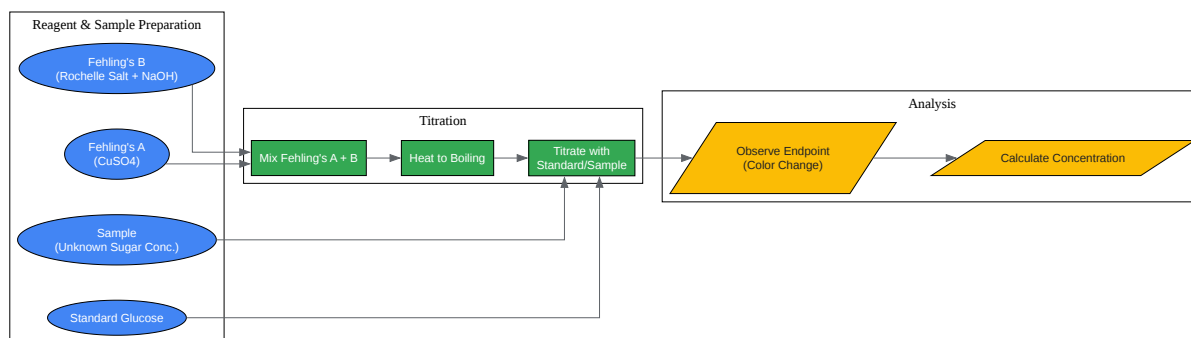 Reagent & Sample Preparation
Fehling's B
(Rochelle Salt + NaOH)
Fehling's A
(CuSO4)
Sample
(Unknown Sugar Conc.)
Standard Glucose
Titration
Mix Fehling's A + B
Heat to Boiling
Titrate with
Standard/Sample
Analysis
Observe Endpoint
(Color Change)
Calculate Concentration